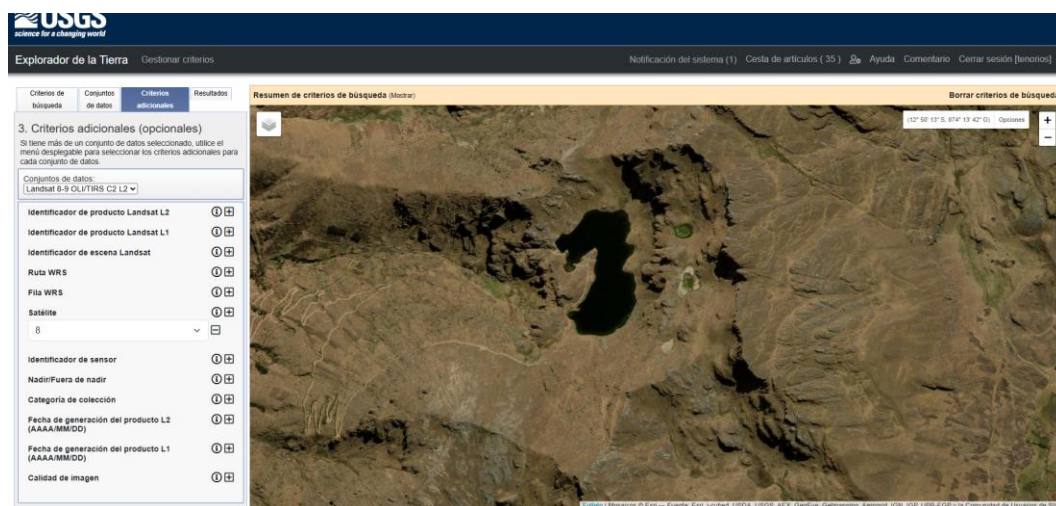 USGS
science for a changing world
Explorador de la Tierra Gestionar criterios
Notificación del sistema (1) Cesta de artículos ( 35 ) Ayuda Comentario Cerrar sesión [tenorios]
Criterios de búsqueda
Conjuntos de datos
Criterios adicionales
Resultados
3. Criterios adicionales (opcionales)
Si tiene más de un conjunto de datos seleccionado, utilice el
menú desplegable para seleccionar los criterios adicionales para
cada conjunto de datos.
Conjuntos de datos:
Landsat 8-9 OLI/TIRS C2 L2
Identificador de producto Landsat L2
Identificador de producto Landsat L1
Identificador de escena Landsat
Ruta WRS
Fila WRS
Satélite
8
Identificador de sensor
Nadir/Fuera de nadir
Categoría de colección
Fecha de generación del producto L2
(AAAA/MM/DD)
Fecha de generación del producto L1
(AAAA/MM/DD)
Calidad de imagen
Resumen de criterios de búsqueda (Mostrar)
Borrar criterios de búsqueda
(12° 50' 13" S, 074° 13' 42" O) Opciones
+
−